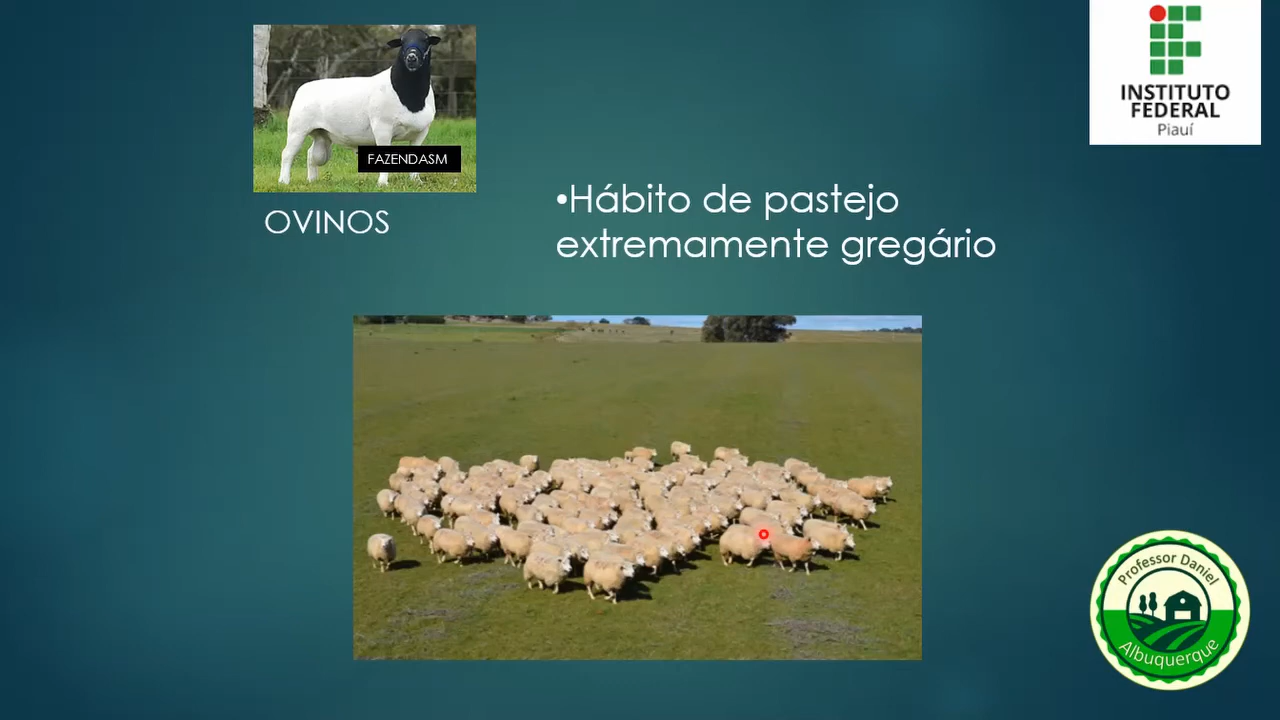 INSTITUTO
FEDERAL
Piauí
FAZENDASM
OVINOS
•Hábito de pastejo
extremamente gregário
Professor Daniel
Albuquerque